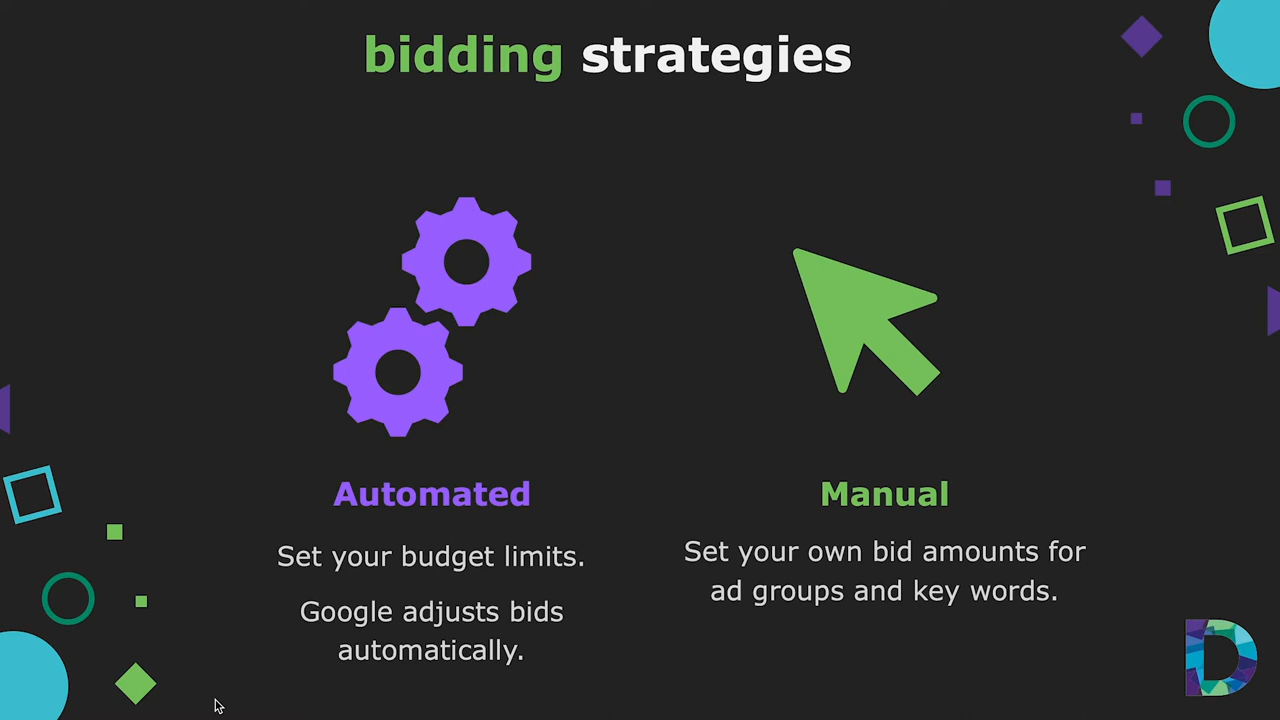 bidding strategies
Automated
Set your budget limits.
Google adjusts bids
automatically.
Manual
Set your own bid amounts for
ad groups and key words.
D